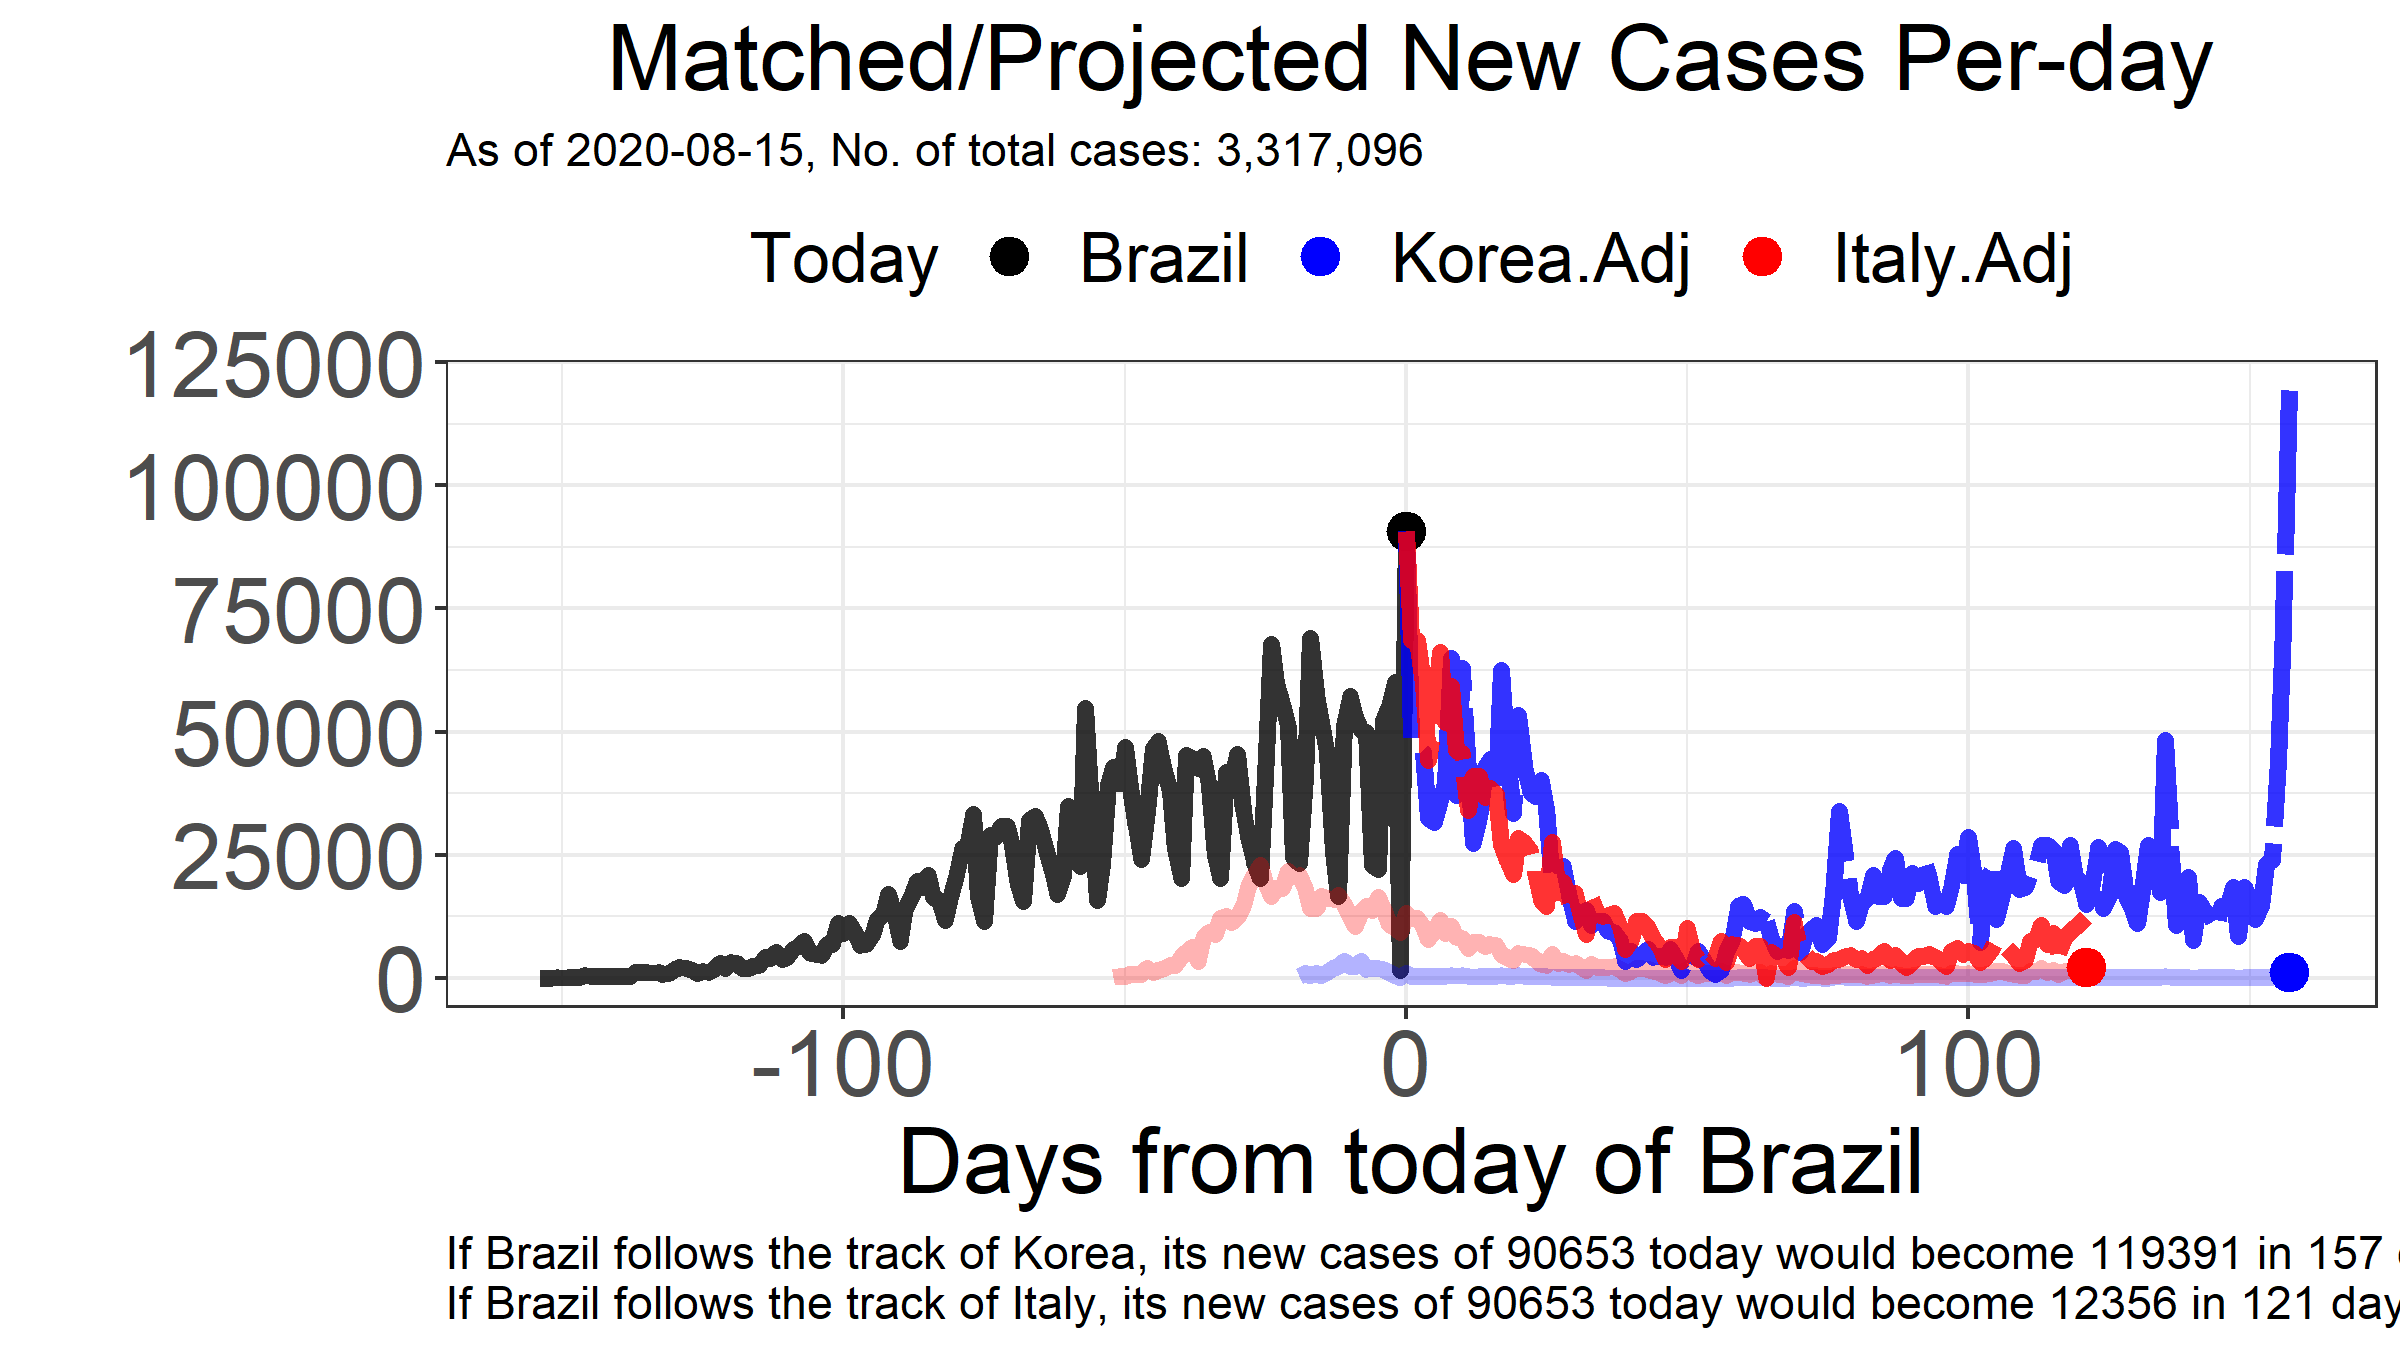 Matched/Projected New Cases Per-day
As of 2020-08-15, No. of total cases: 3,317,096
Today Brazil Korea.Adj Italy.Adj
125000
100000
75000
50000
25000
0
-100 0 100
Days from today of Brazil
If Brazil follows the track of Korea, its new cases of 90653 today would become 119391 in 157
If Brazil follows the track of Italy, its new cases of 90653 today would become 12356 in 121 day